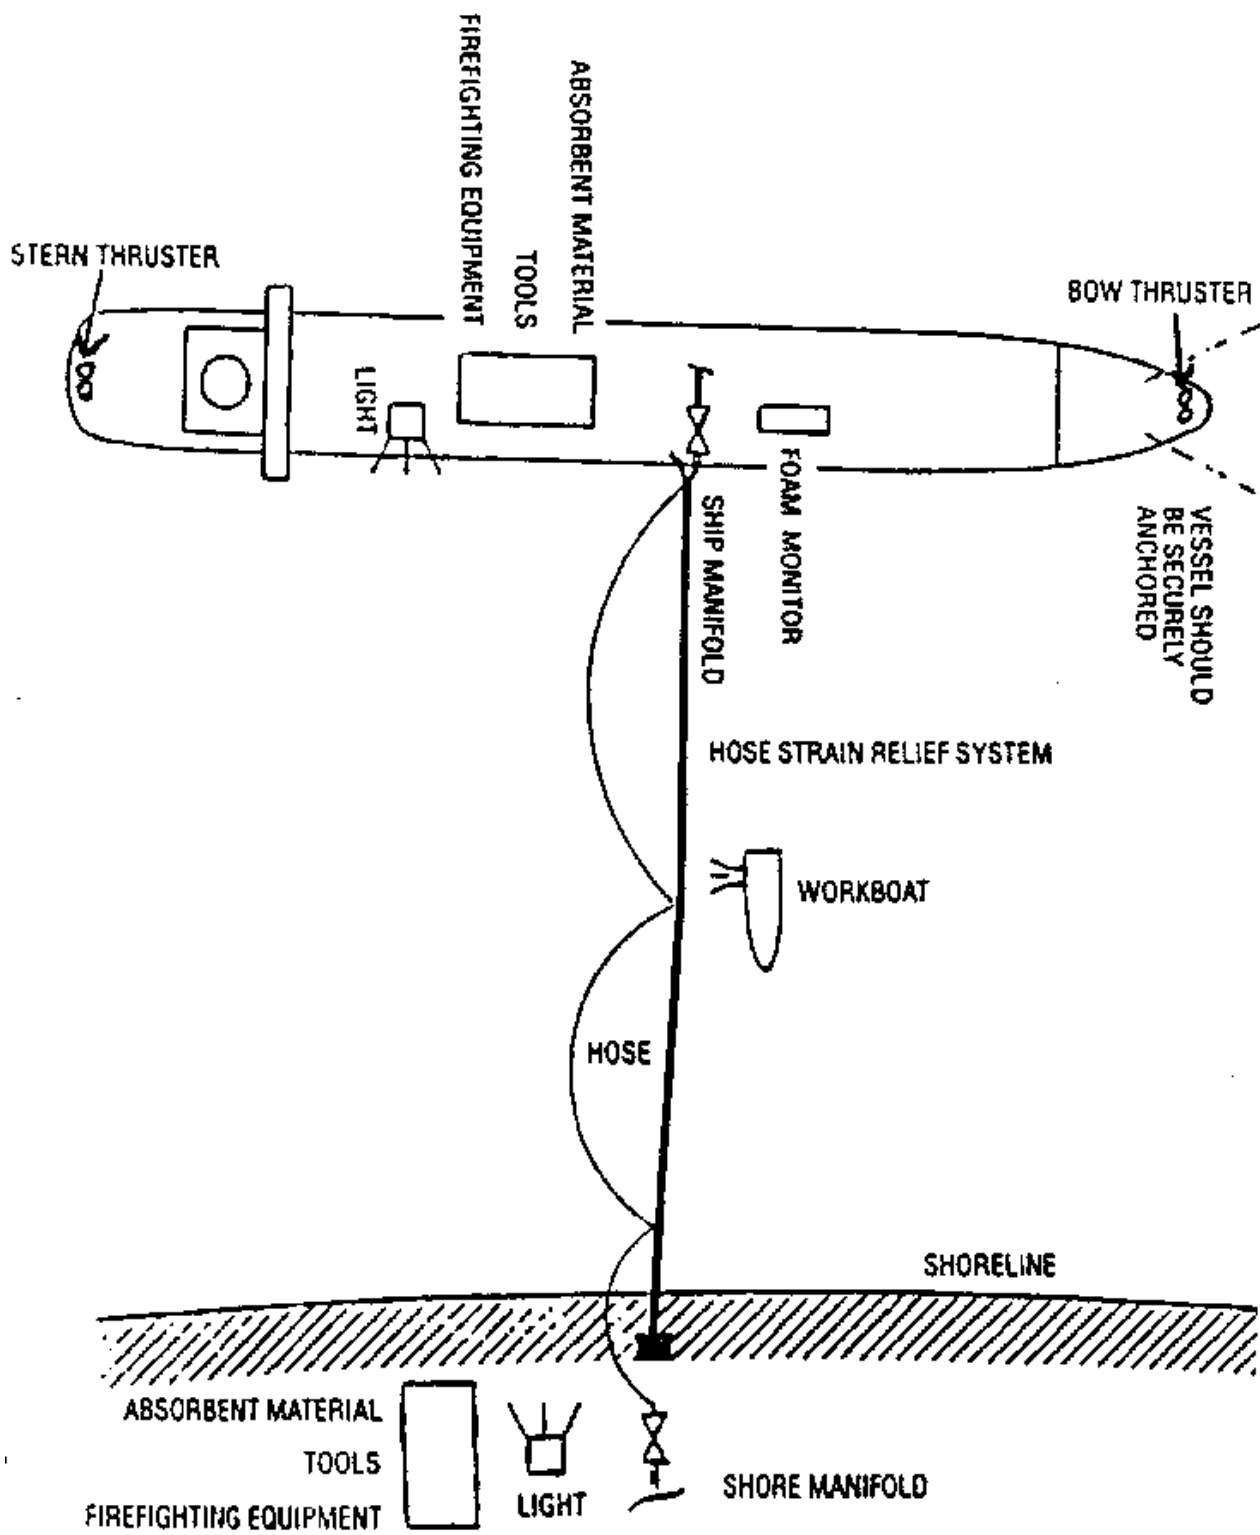 FIREFIGHTING EQUIPMENT
TOOLS
ABSORBENT MATERIAL
STERN THRUSTER
BOW THRUSTER
LIGHT
FOAM MONITOR
SHIP MANIFOLD
VESSEL SHOULD
BE SECURELY
ANCHORED
HOSE STRAIN RELIEF SYSTEM
WORKBOAT
HOSE
SHORELINE
ABSORBENT MATERIAL
TOOLS
FIREFIGHTING EQUIPMENT
LIGHT
SHORE MANIFOLD